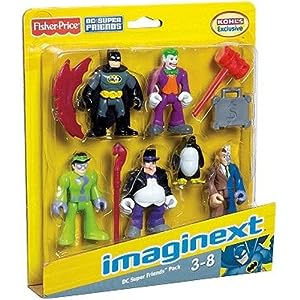 Fisher-Price
DC SUPER FRIENDS
KOHL'S
Exclusive
imaginext
DC Super Friends Pack
3-8